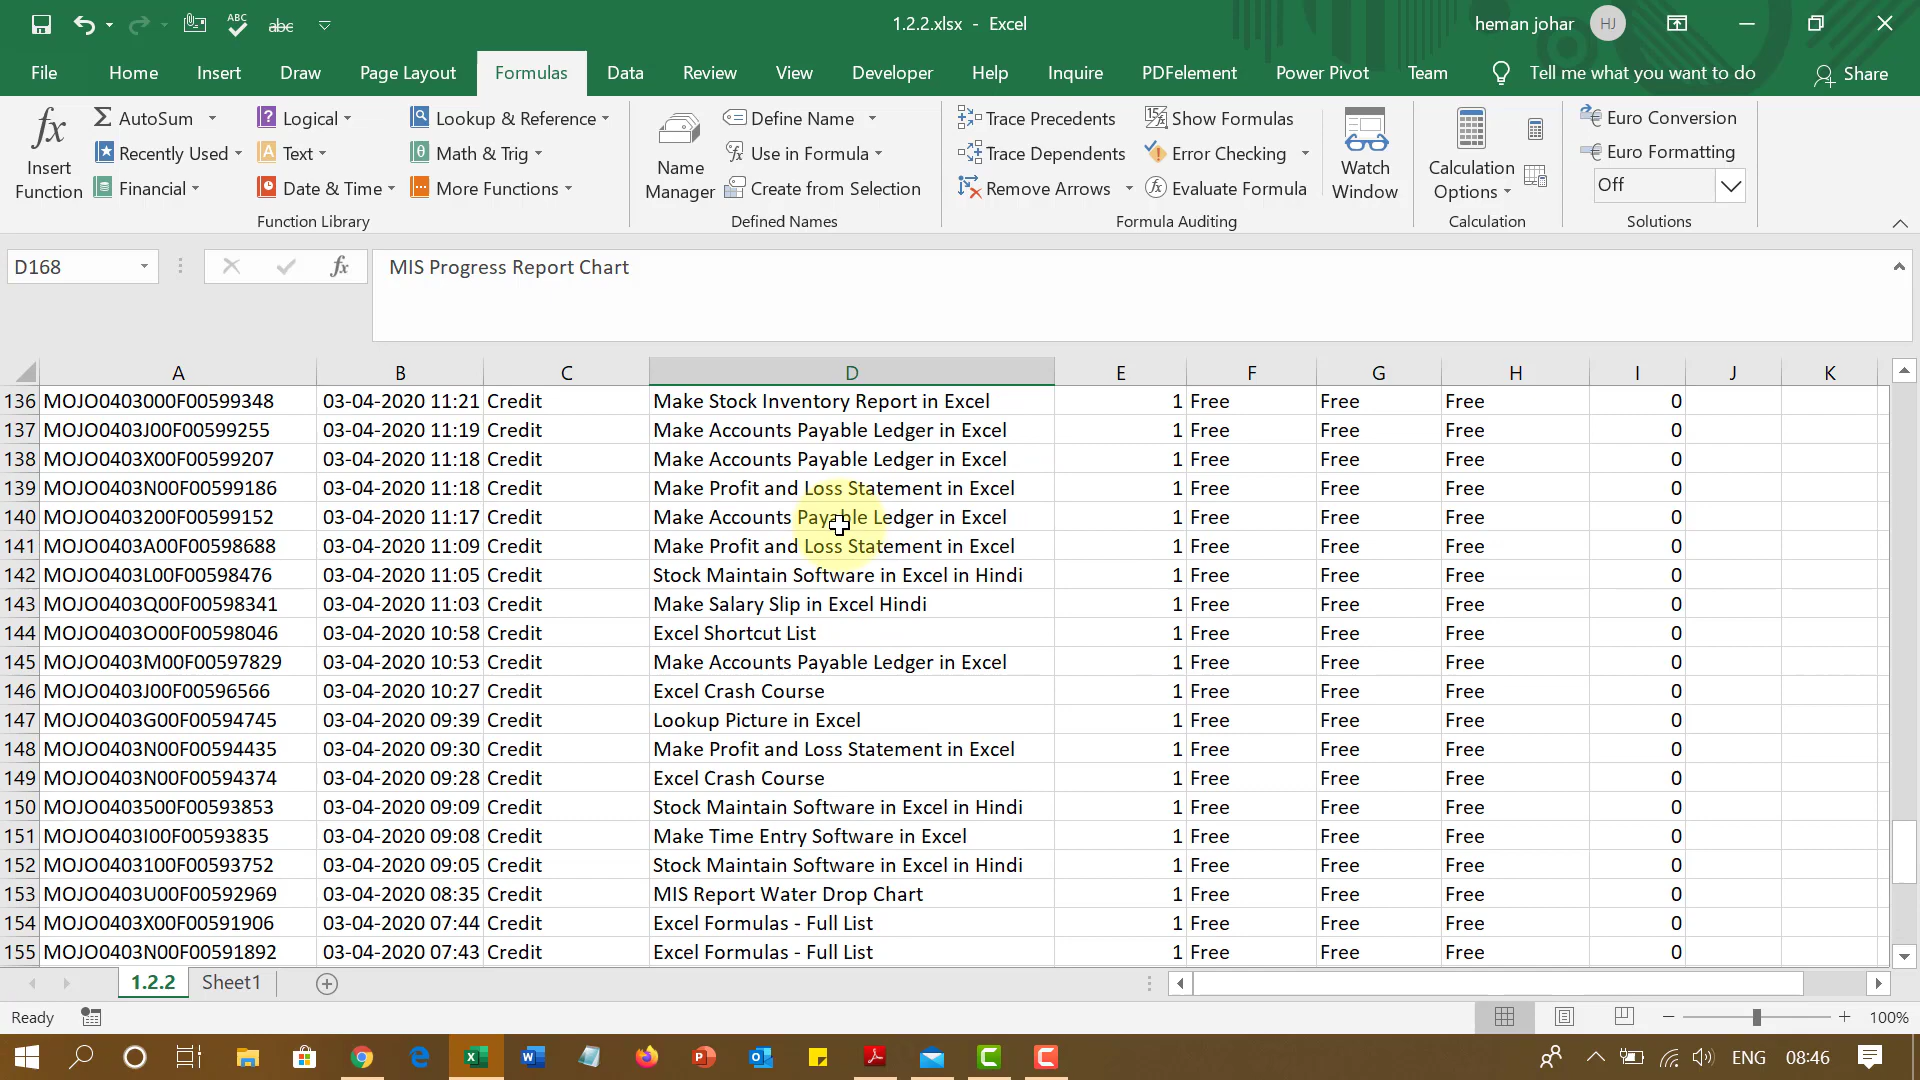 ABC
abc
1.2.2.xlsx - Excel
heman johar
HJ
File
Home
Insert
Draw
Page Layout
Formulas
Data
Review
View
Developer
Help
Inquire
PDFelement
Power Pivot
Team
Tell me what you want to do
Share
Insert Function
AutoSum
Recently Used
Financial
Logical
Text
Date & Time
Lookup & Reference
Math & Trig
More Functions
Function Library
Name Manager
Define Name
Use in Formula
Create from Selection
Defined Names
Trace Precedents
Trace Dependents
Remove Arrows
Show Formulas
Error Checking
Evaluate Formula
Formula Auditing
Watch Window
Calculation Options
Calculation
Euro Conversion
Euro Formatting
Off
Solutions
D168
fx
MIS Progress Report Chart
A B C D E F G H I J K
136 MOJO0403000F00599348 03-04-2020 11:21 Credit Make Stock Inventory Report in Excel 1 Free Free Free 0
137 MOJO0403J00F00599255 03-04-2020 11:19 Credit Make Accounts Payable Ledger in Excel 1 Free Free Free 0
138 MOJO0403X00F00599207 03-04-2020 11:18 Credit Make Accounts Payable Ledger in Excel 1 Free Free Free 0
139 MOJO0403N00F00599186 03-04-2020 11:18 Credit Make Profit and Loss Statement in Excel 1 Free Free Free 0
140 MOJO0403200F00599152 03-04-2020 11:17 Credit Make Accounts Payable Ledger in Excel 1 Free Free Free 0
141 MOJO0403A00F00598688 03-04-2020 11:09 Credit Make Profit and Loss Statement in Excel 1 Free Free Free 0
142 MOJO0403L00F00598476 03-04-2020 11:05 Credit Stock Maintain Software in Excel in Hindi 1 Free Free Free 0
143 MOJO0403Q00F00598341 03-04-2020 11:03 Credit Make Salary Slip in Excel Hindi 1 Free Free Free 0
144 MOJO0403O00F00598046 03-04-2020 10:58 Credit Excel Shortcut List 1 Free Free Free 0
145 MOJO0403M00F00597829 03-04-2020 10:53 Credit Make Accounts Payable Ledger in Excel 1 Free Free Free 0
146 MOJO0403J00F00596566 03-04-2020 10:27 Credit Excel Crash Course 1 Free Free Free 0
147 MOJO0403G00F00594745 03-04-2020 09:39 Credit Lookup Picture in Excel 1 Free Free Free 0
148 MOJO0403N00F00594435 03-04-2020 09:30 Credit Make Profit and Loss Statement in Excel 1 Free Free Free 0
149 MOJO0403N00F00594374 03-04-2020 09:28 Credit Excel Crash Course 1 Free Free Free 0
150 MOJO0403500F00593853 03-04-2020 09:09 Credit Stock Maintain Software in Excel in Hindi 1 Free Free Free 0
151 MOJO0403I00F00593835 03-04-2020 09:08 Credit Make Time Entry Software in Excel 1 Free Free Free 0
152 MOJO0403100F00593752 03-04-2020 09:05 Credit Stock Maintain Software in Excel in Hindi 1 Free Free Free 0
153 MOJO0403U00F00592969 03-04-2020 08:35 Credit MIS Report Water Drop Chart 1 Free Free Free 0
154 MOJO0403X00F00591906 03-04-2020 07:44 Credit Excel Formulas - Full List 1 Free Free Free 0
155 MOJO0403N00F00591892 03-04-2020 07:43 Credit Excel Formulas - Full List 1 Free Free Free 0
1.2.2
Sheet1
Ready
100%
ENG
08:46